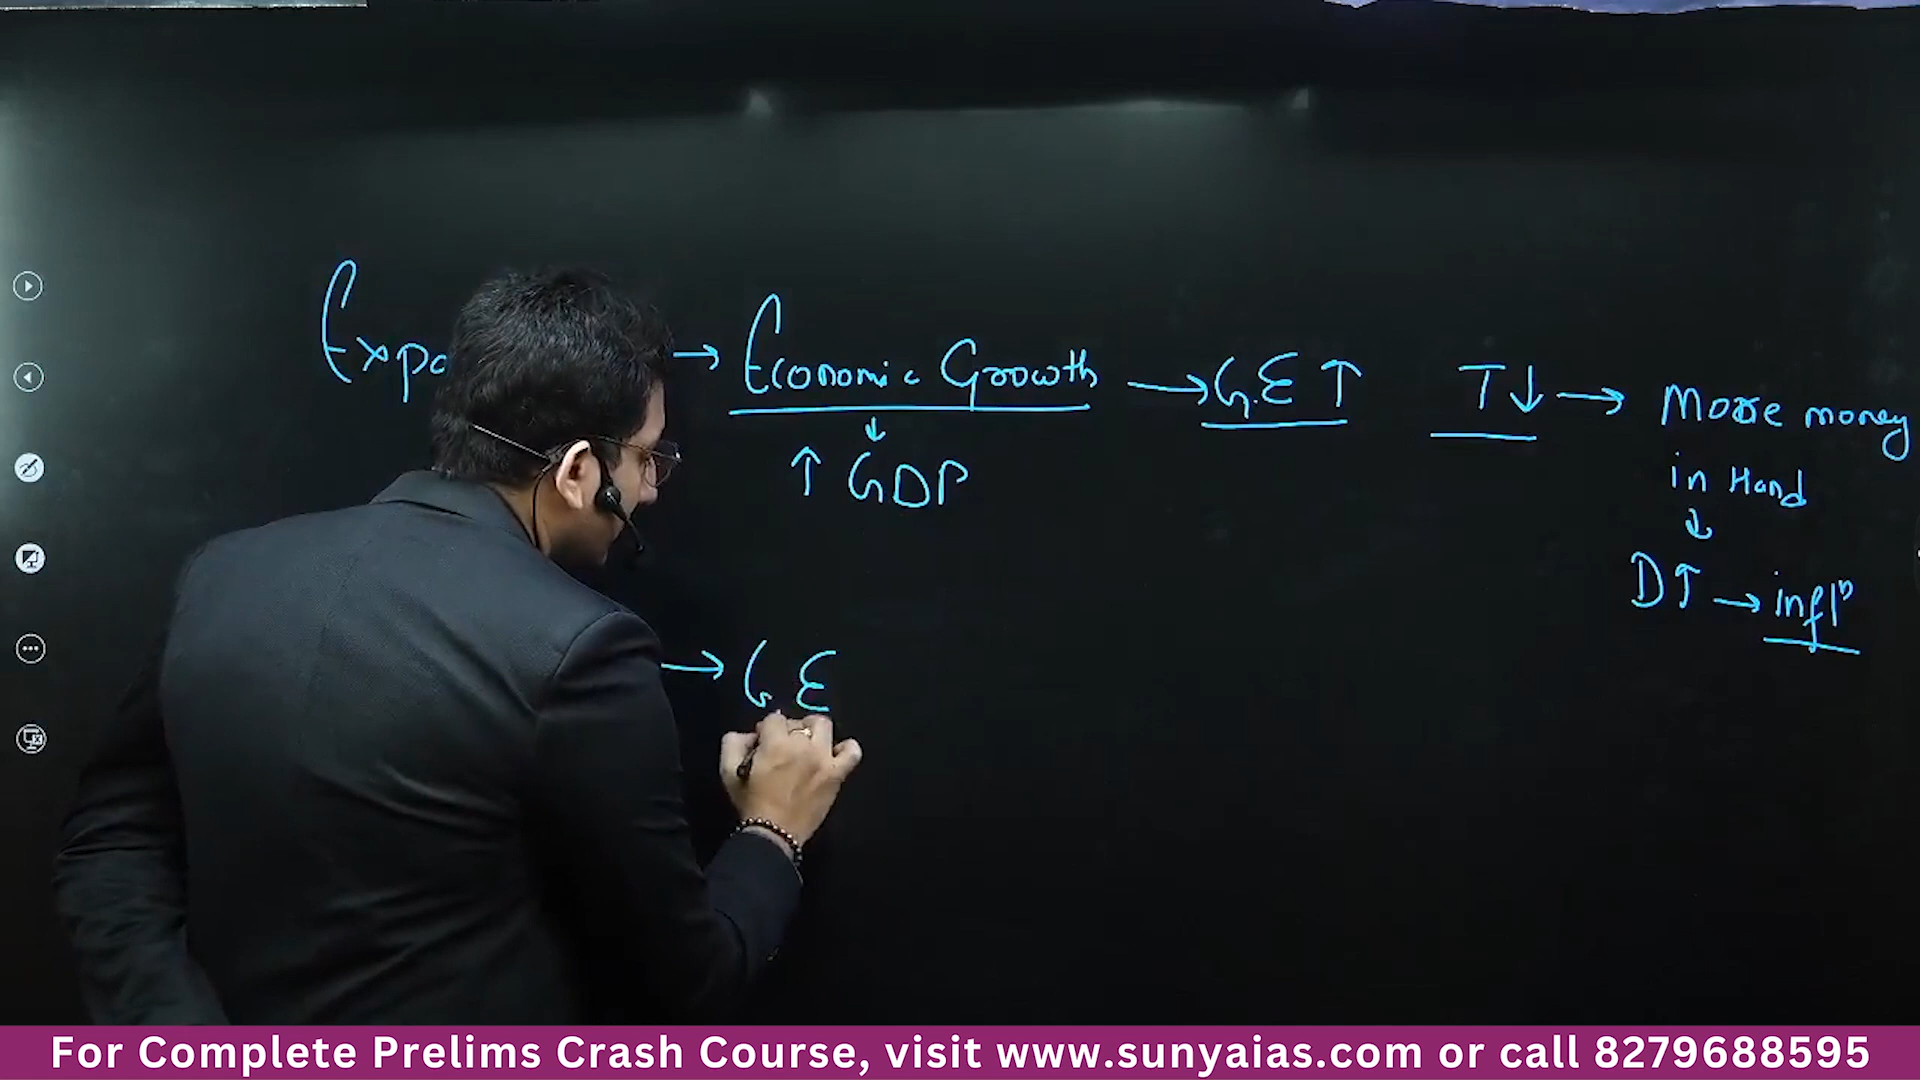 → Economic Growth → G.E ↑ T↓ → More money
↓
↑ GDP
in Hand
↓
D↑ → inflⁿ
→ G E
For Complete Prelims Crash Course, visit www.sunyaias.com or call 8279688595